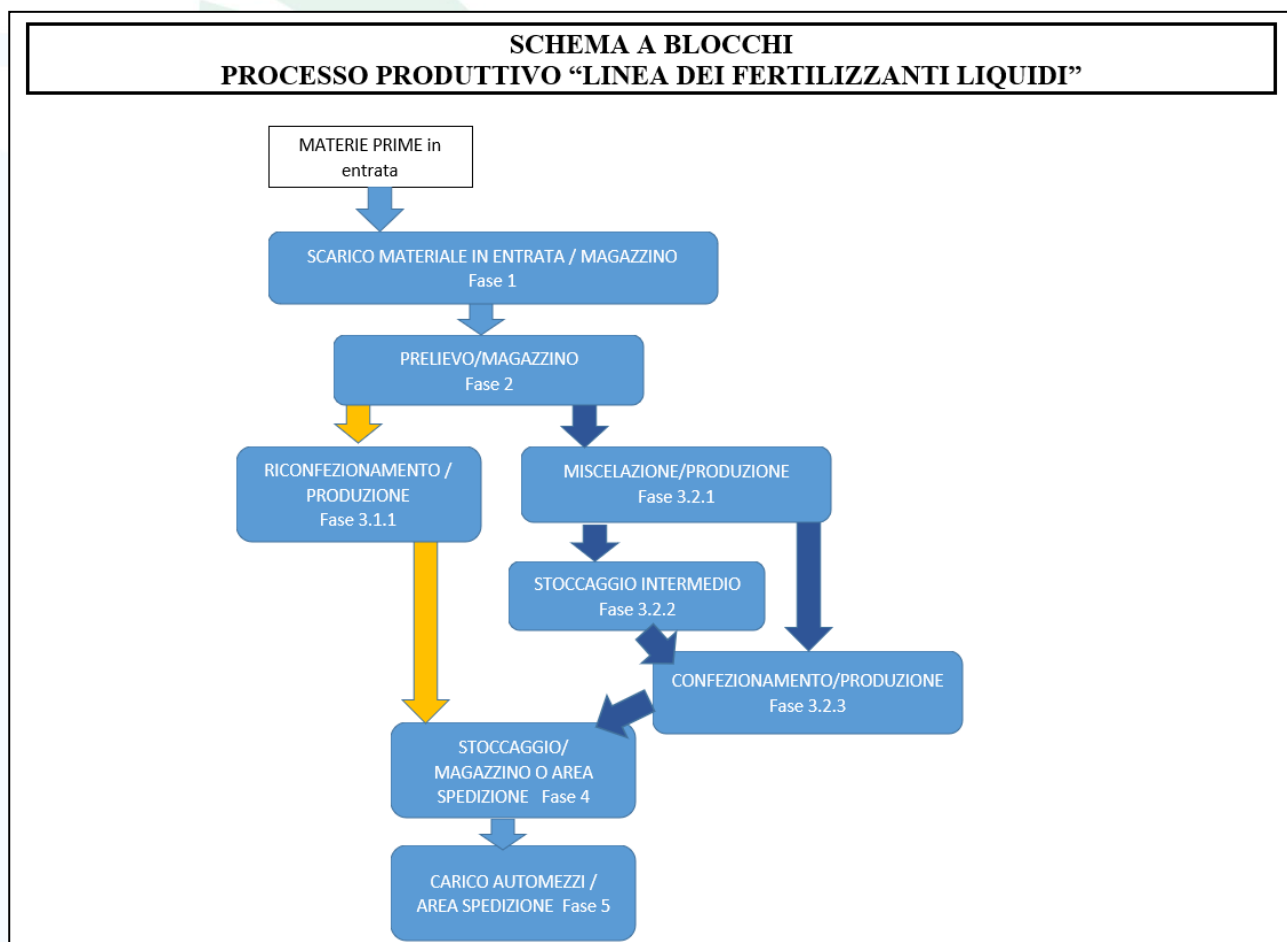 SCHEMA A BLOCCHI
PROCESSO PRODUTTIVO “LINEA DEI FERTILIZZANTI LIQUIDI”
MATERIE PRIME in
entrata
SCARICO MATERIALE IN ENTRATA / MAGAZZINO
Fase 1
PRELIEVO/MAGAZZINO
Fase 2
RICONFEZIONAMENTO /
PRODUZIONE
Fase 3.1.1
MISCELAZIONE/PRODUZIONE
Fase 3.2.1
STOCCAGGIO INTERMEDIO
Fase 3.2.2
CONFEZIONAMENTO/PRODUZIONE
Fase 3.2.3
STOCCAGGIO/
MAGAZZINO O AREA
SPEDIZIONE Fase 4
CARICO AUTOMEZZI /
AREA SPEDIZIONE Fase 5